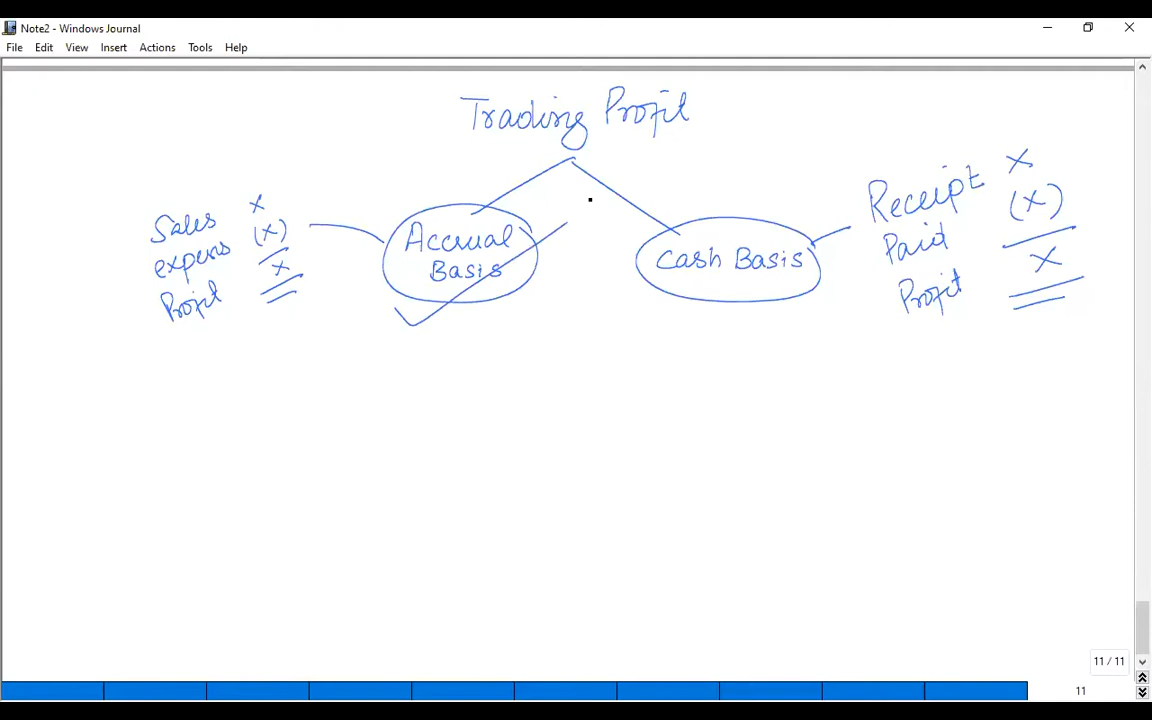 Note2 - Windows Journal
File Edit View Insert Actions Tools Help
Trading Profit
Sales x
expens (x)
Profit x
Accrual
Basis
Cash Basis
Receipt x
Paid (x)
Profit x
11 / 11
11